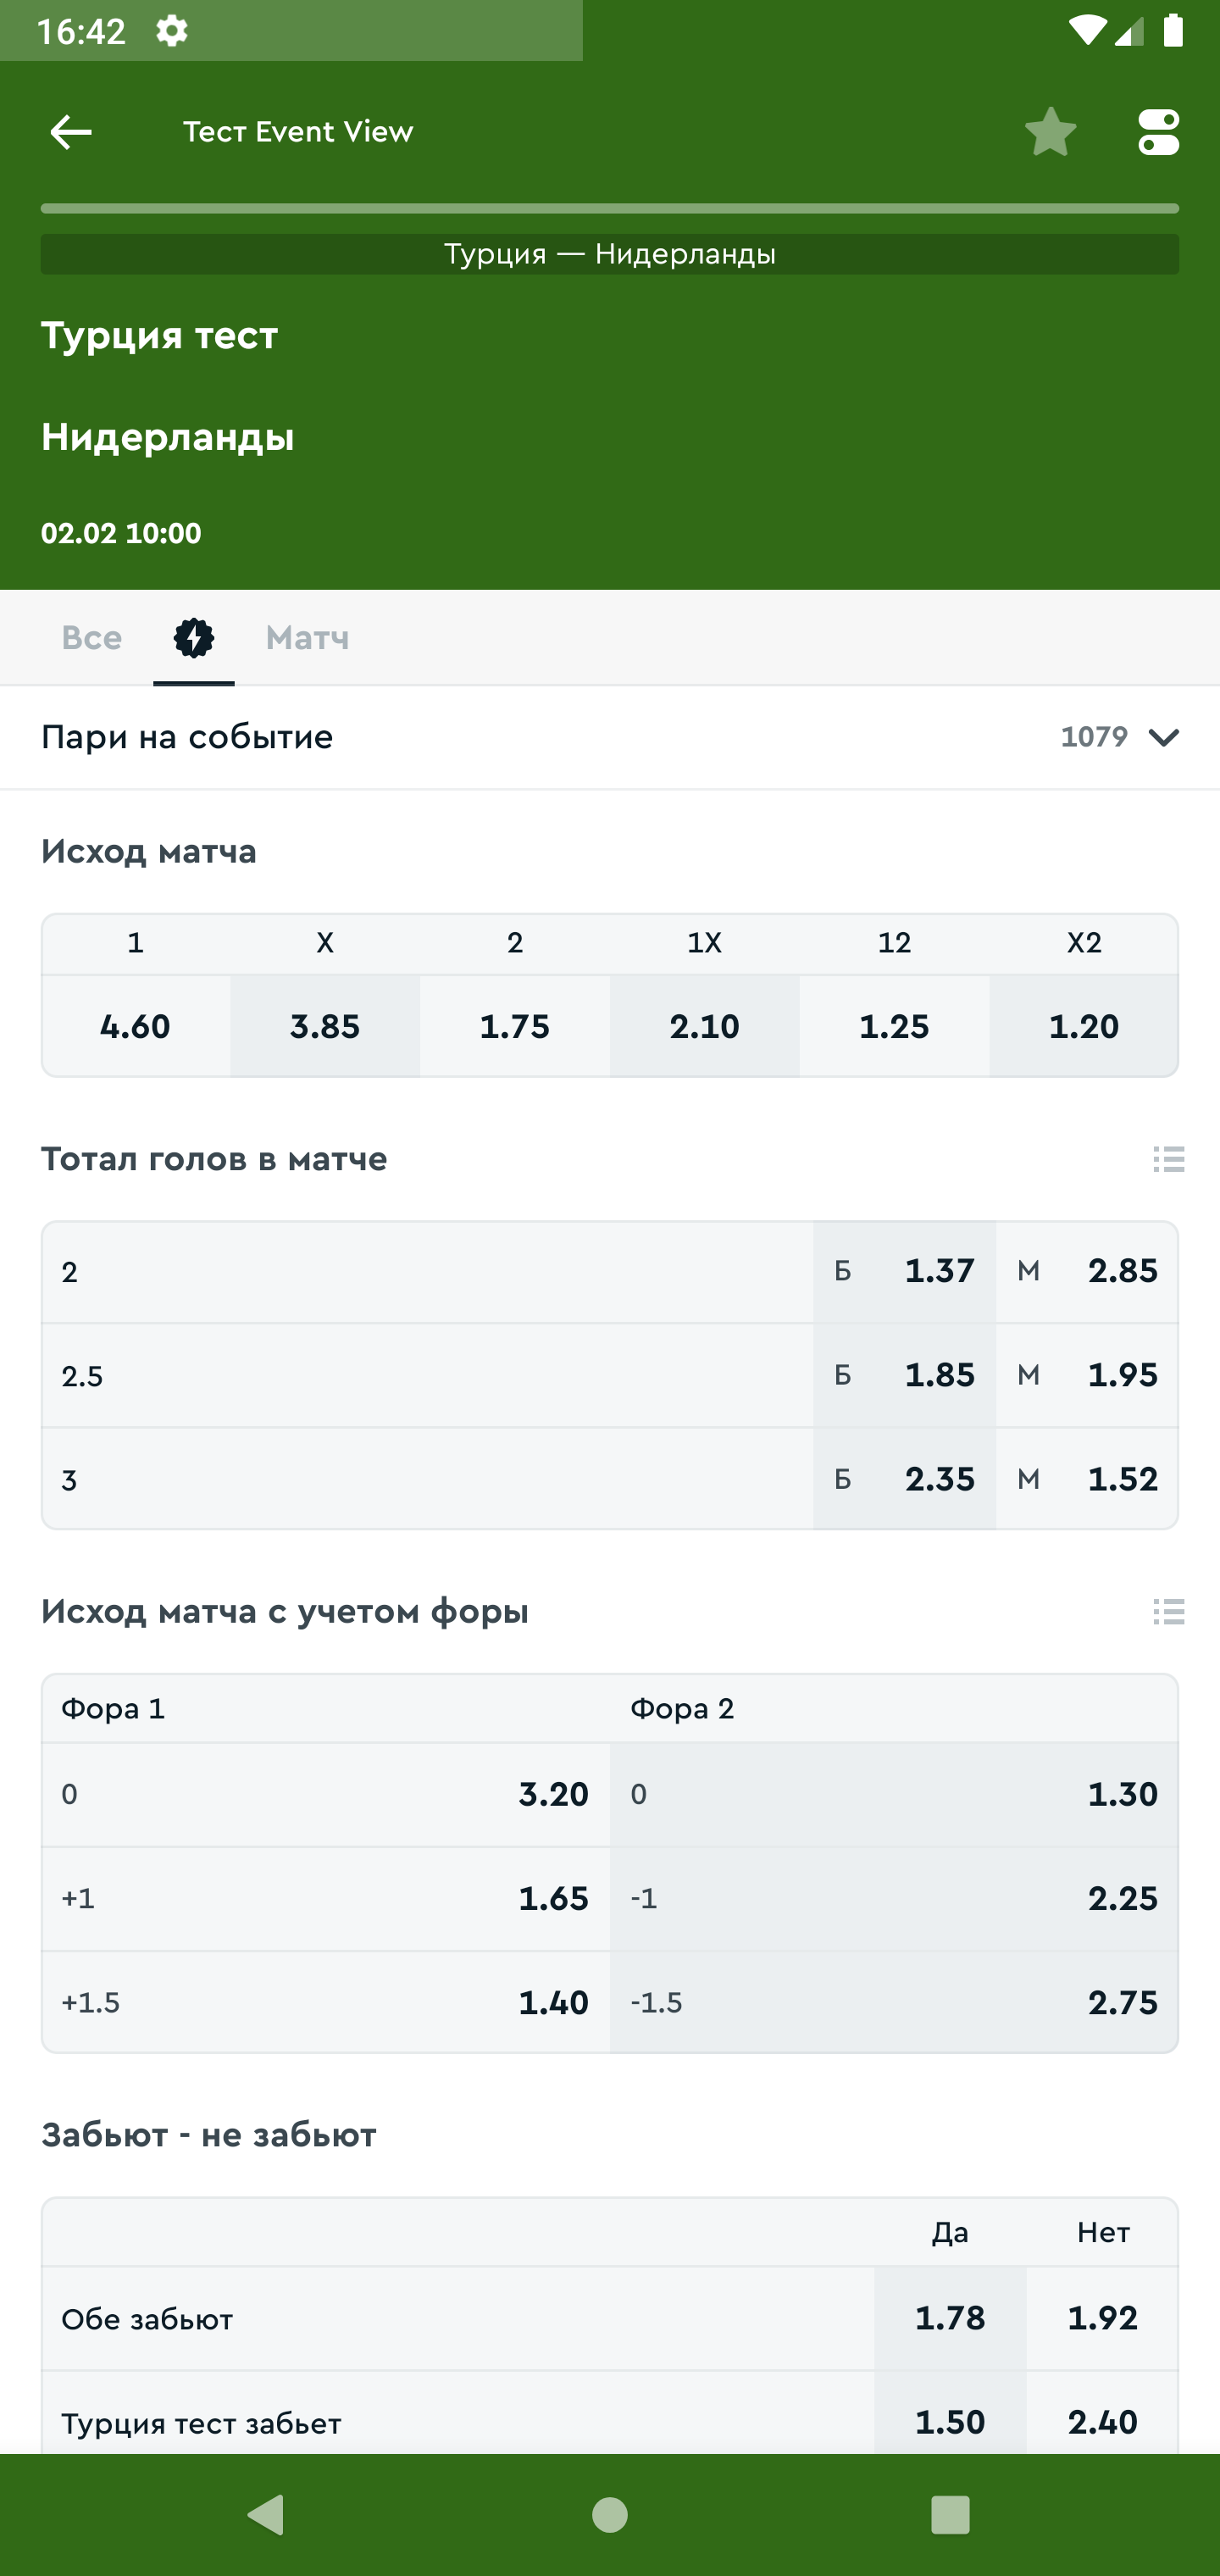 16:42
Тест Event View
Турция — Нидерланды
Турция тест
Нидерланды
02.02 10:00
Все Матч
Пари на событие 1079
Исход матча
1 X 2 1X 12 X2
4.60 3.85 1.75 2.10 1.25 1.20
Тотал голов в матче
2 Б 1.37 М 2.85
2.5 Б 1.85 М 1.95
3 Б 2.35 М 1.52
Исход матча с учетом форы
Фора 1 Фора 2
0 3.20 0 1.30
+1 1.65 -1 2.25
+1.5 1.40 -1.5 2.75
Забьют - не забьют
Да Нет
Обе забьют 1.78 1.92
Турция тест забьет 1.50 2.40